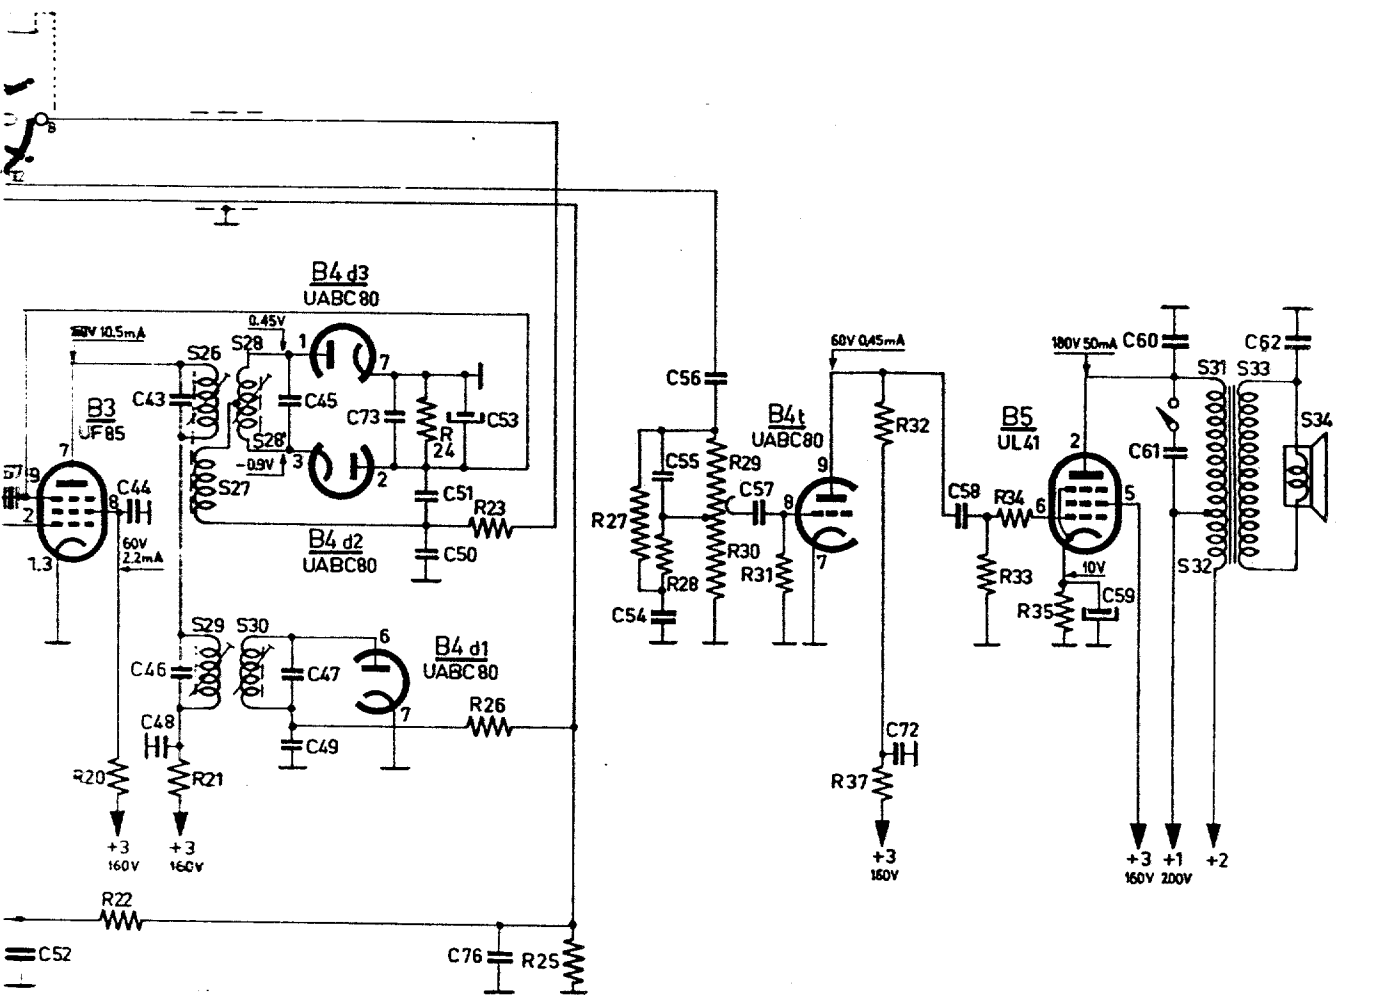 B
B4 d3
UABC80
0.45V
10.5mA
S26
S28
1
7
C43
C45
C73
R
24
C53
B3
UF85
S28'
-0.9V
3
2
7
9
8
2
S27
C44
C51
R23
60V
2.2mA
B4 d2
UABC80
C50
1.3
S29
S30
C46
C47
6
B4 d1
UABC80
7
C48
C49
R26
R20
R21
+3
160V
+3
160V
R22
C52
C76
R25
C56
C55
R29
C57
R27
R30
R28
R31
C54
60V 0,45mA
B4t
UABC80
9
8
7
R32
C72
R37
+3
160V
180V 50mA
C60
C62
S31
S33
S34
B5
UL41
2
C61
C58
R34
6
5
R33
10V
R35
C59
S32
+3
160V
+1
200V
+2